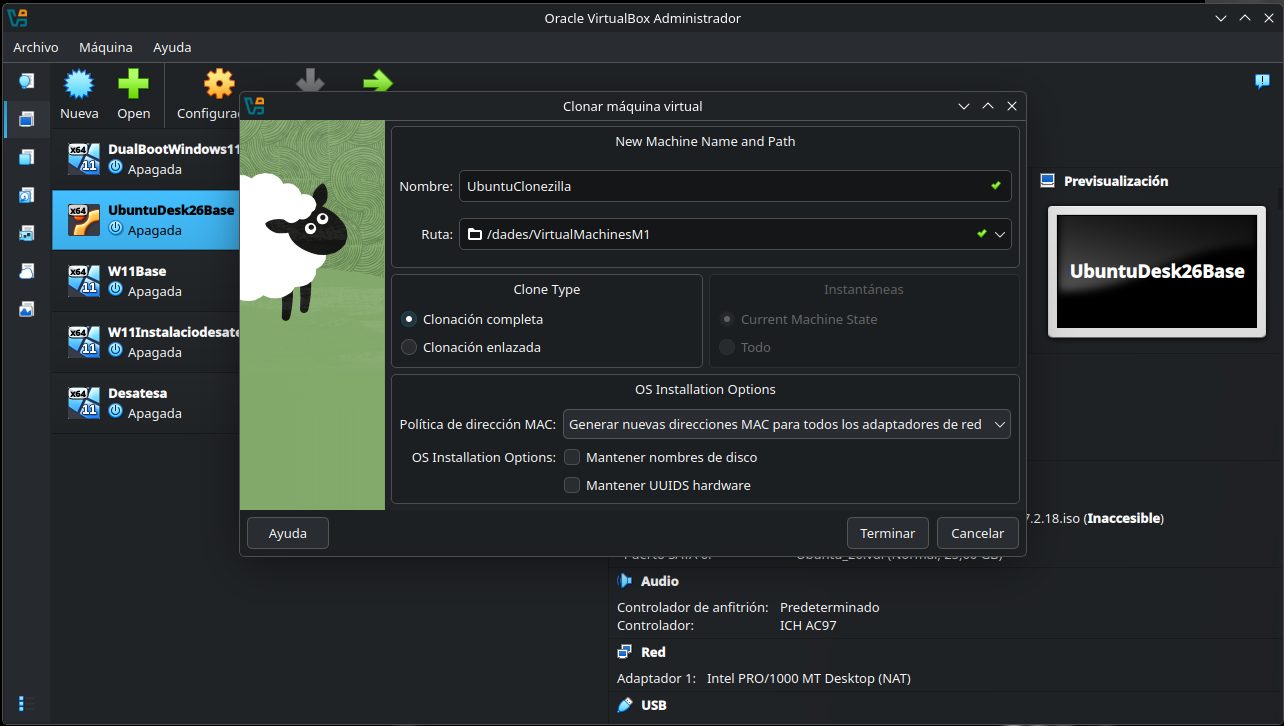 Oracle VirtualBox Administrador
Archivo Máquina Ayuda
Nueva Open Configura
Clonar máquina virtual
DualBootWindows11
Apagada
UbuntuDesk26Base
Apagada
W11Base
Apagada
W11Instalaciodesate
Apagada
Desatesa
Apagada
New Machine Name and Path
Nombre: UbuntuClonezilla
Ruta: /dades/VirtualMachinesM1
Clone Type
Clonación completa
Clonación enlazada
Instantáneas
Current Machine State
Todo
OS Installation Options
Política de dirección MAC: Generar nuevas direcciones MAC para todos los adaptadores de red
OS Installation Options: Mantener nombres de disco
Mantener UUIDS hardware
Ayuda Terminar Cancelar
Previsualización
UbuntuDesk26Base
7.2.18.iso (Inaccesible)
Audio
Controlador de anfitrión: Predeterminado
Controlador: ICH AC97
Red
Adaptador 1: Intel PRO/1000 MT Desktop (NAT)
USB